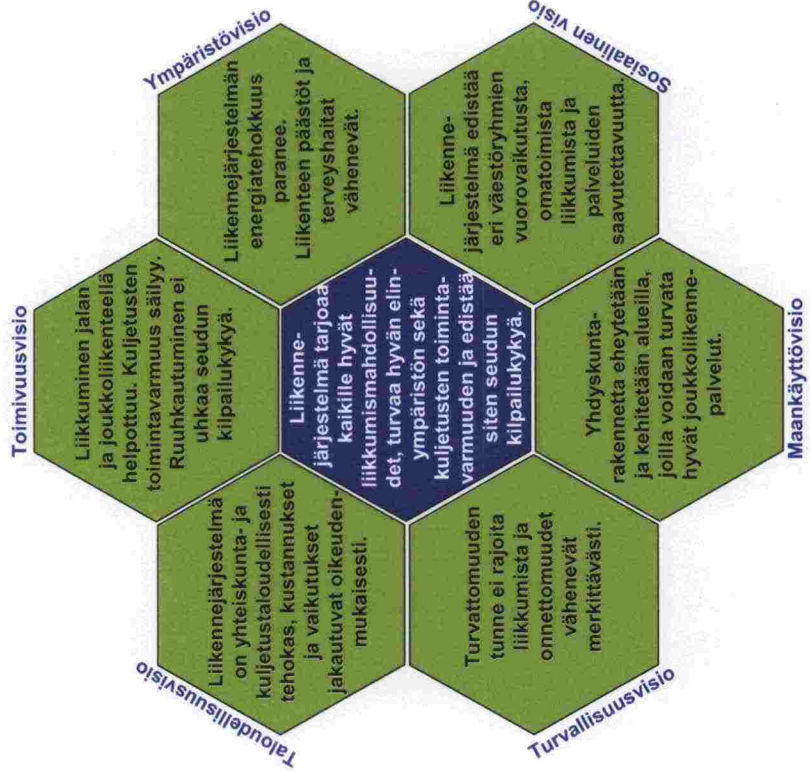 Toimivuusvisio
Liikkuminen jalan
ja joukkoliikenteellä
helpottuu. Kuljetusten
toimintavarmuus säilyy.
Ruuhkautuminen ei
uhkaa seudun
kilpailukykyä.
Ympäristövisio
Liikennejärjestelmän
energiatehokkuus
paranee.
Liikenteen päästöt ja
terveyshaitat
vähenevät.
Sosiaalinen visio
Liikenne-
järjestelmä edistää
eri väestöryhmien
vuorovaikutusta,
omatoimista
liikkumista ja
palveluiden
saavutettavuutta.
Maankäyttövisio
Yhdyskunta-
rakennetta eheytetään
ja kehitetään alueilla,
joilla voidaan turvata
hyvät joukkoliikenne-
palvelut.
Turvallisuusvisio
Turvattomuuden
tunne ei rajoita
liikkumista ja
onnettomuudet
vähenevät
merkittävästi.
Taloudellisuusvisio
Liikennejärjestelmä
on yhteiskunta- ja
kuljetustaloudellisesti
tehokas, kustannukset
ja vaikutukset
jakautuvat oikeuden-
mukaisesti.
Liikenne-
järjestelmä tarjoaa
kaikille hyvät
liikkumismahdollisuu-
det, turvaa hyvän elin-
ympäristön sekä
kuljetusten toiminta-
varmuuden ja edistää
siten seudun
kilpailukykyä.